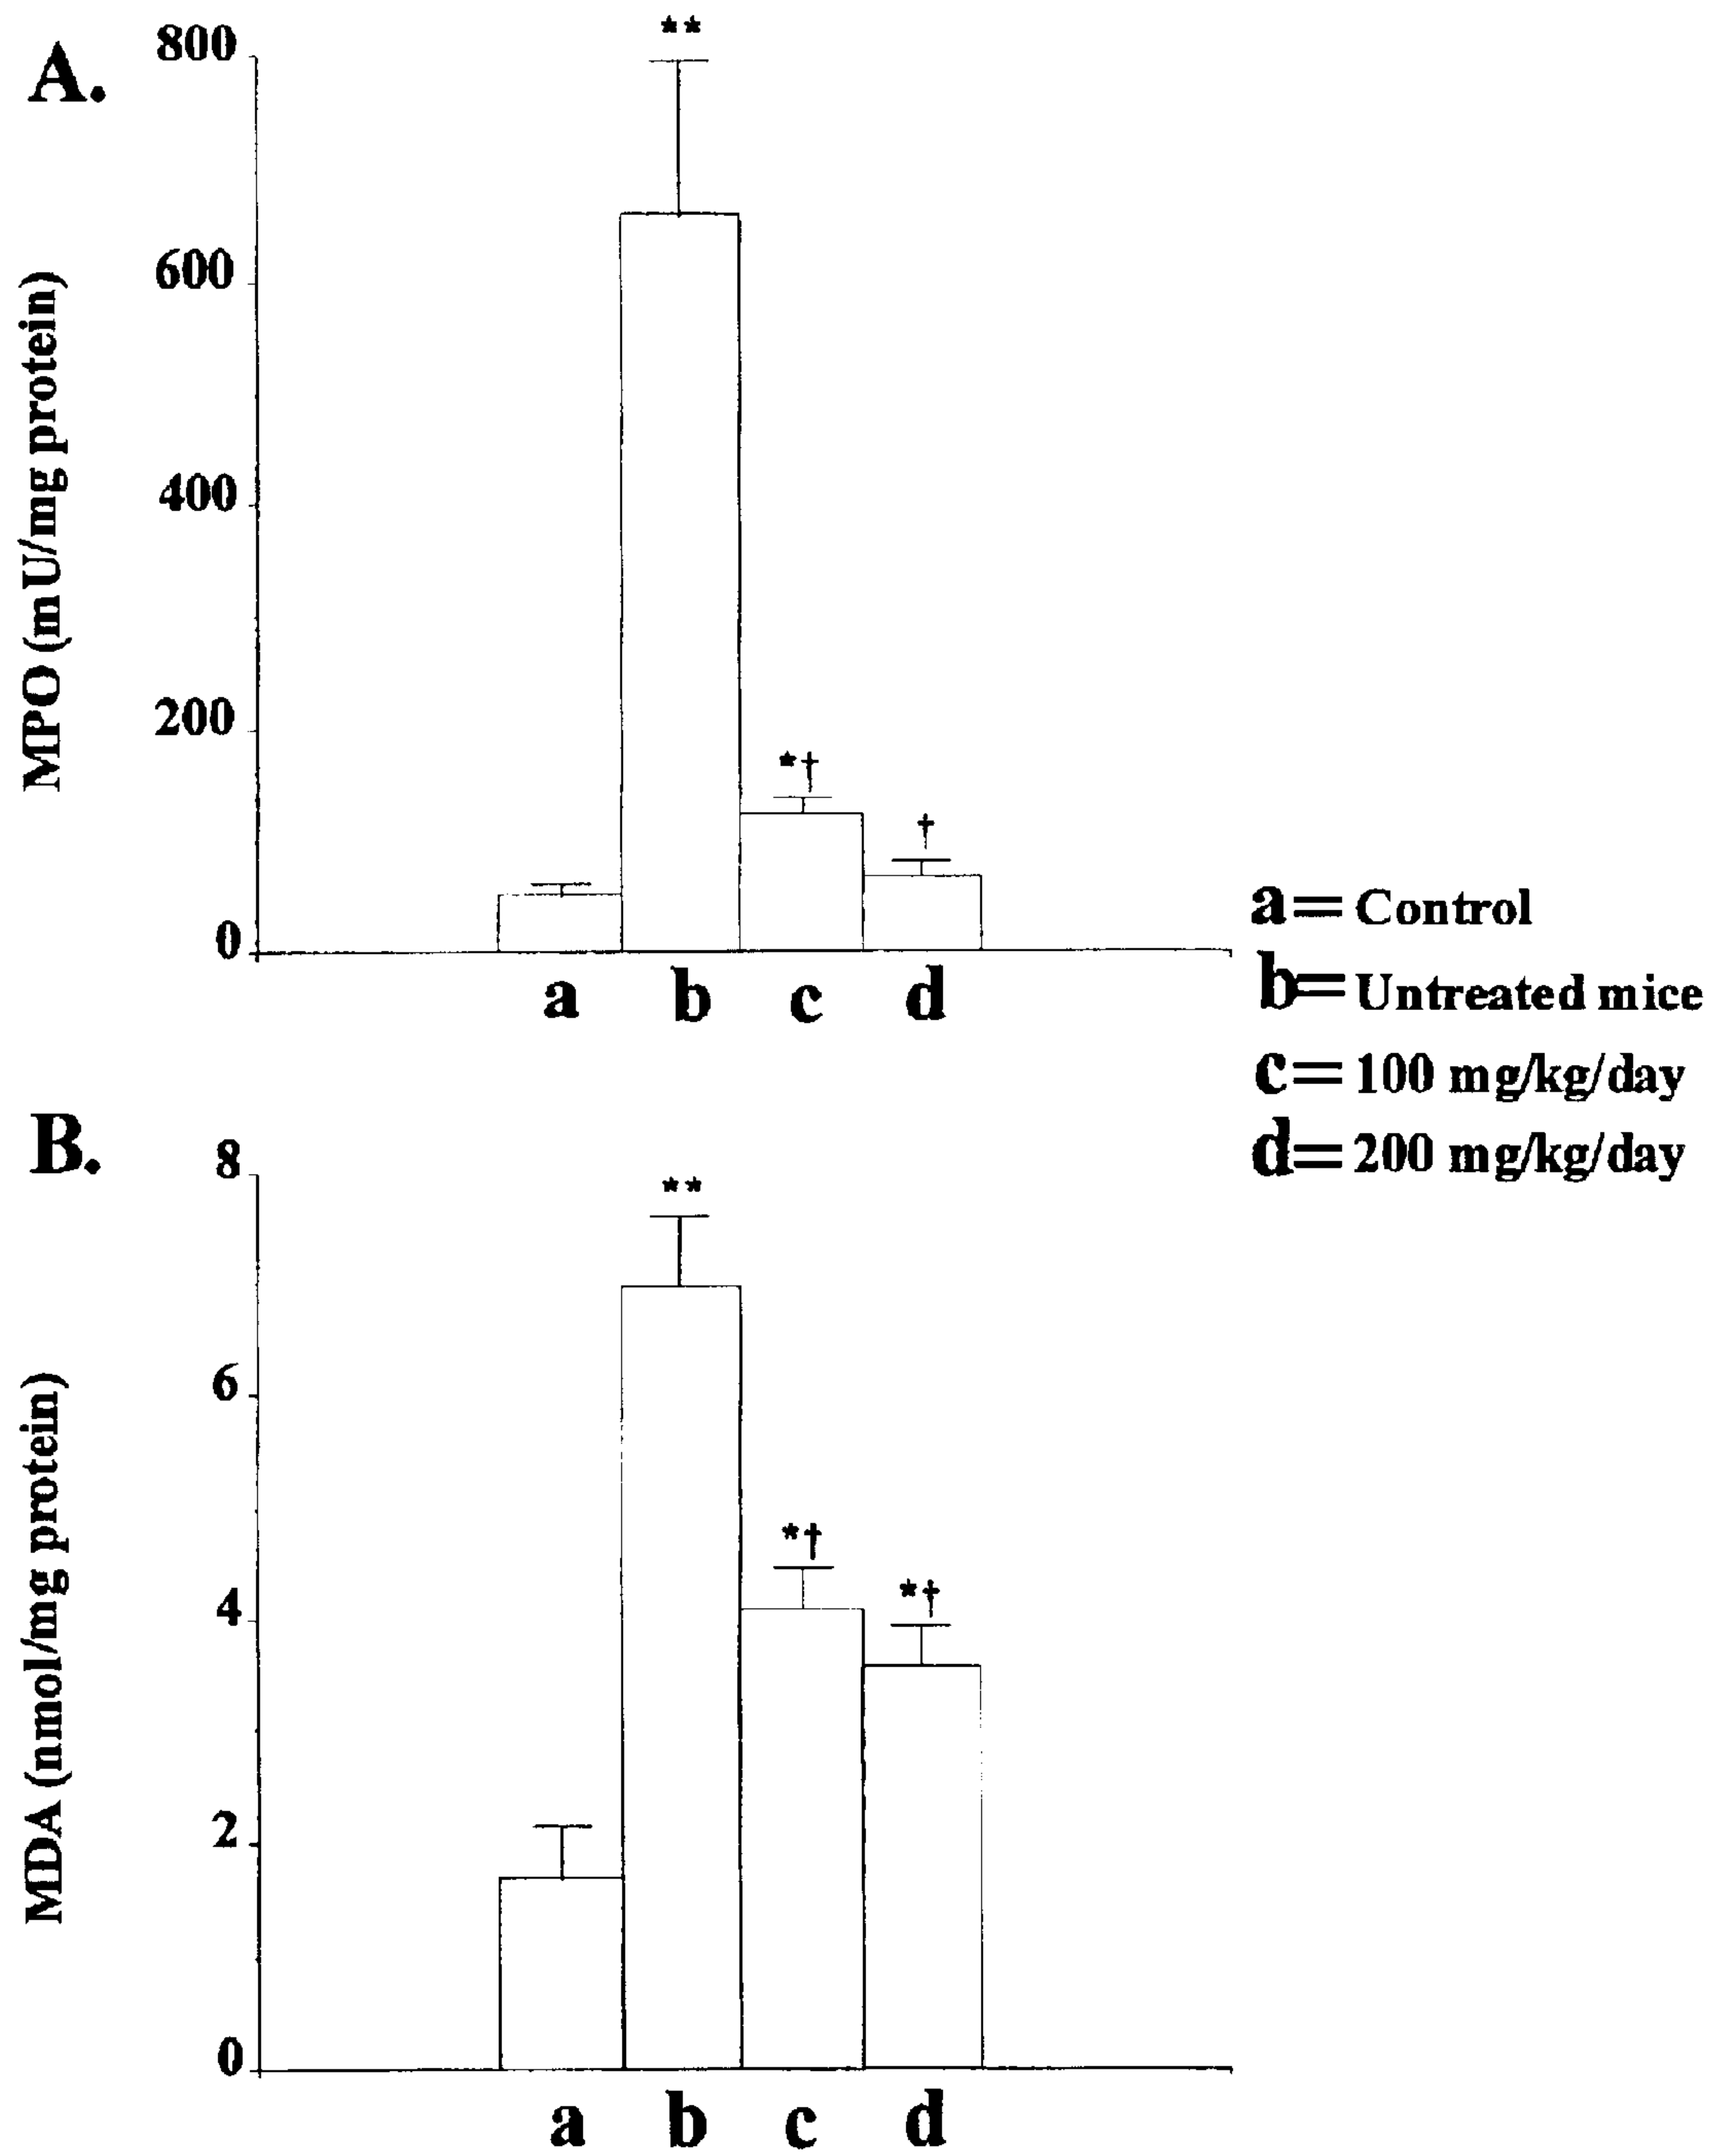 A.
MPO (mU/mg protein)
800
600
400
200
0
**
*†
†
a b c d
a= Control
b= Untreated mice
c= 100 mg/kg/day
d= 200 mg/kg/day
B.
MDA (nmol/mg protein)
8
6
4
2
0
**
*†
*†
a b c d